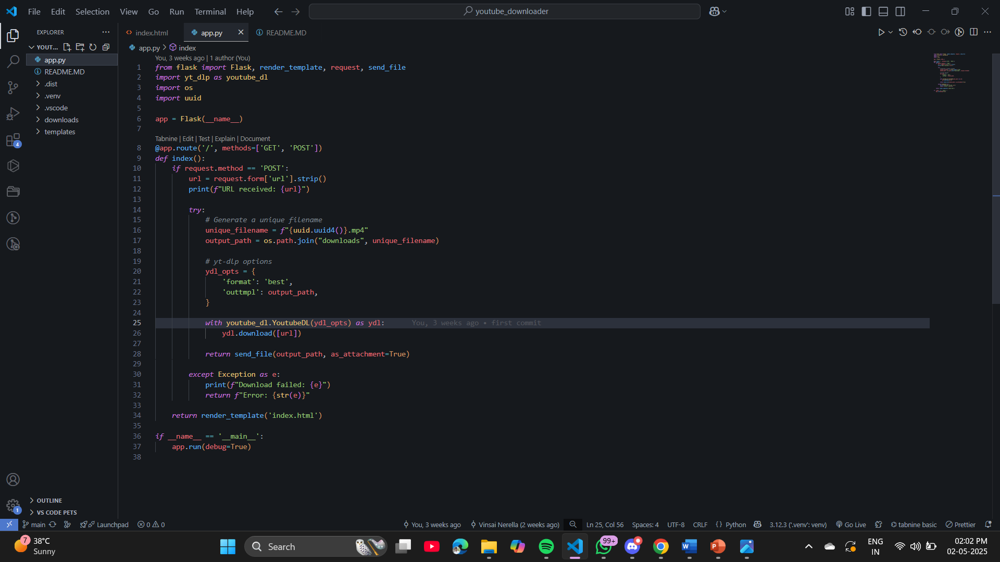 File Edit Selection View Go Run Terminal Help
youtube_downloader
EXPLORER
YOUT...
app.py
README.MD
.dist
.venv
.vscode
downloads
templates
OUTLINE
VS CODE PETS
4
1
index.html
app.py
README.MD
app.py > index
You, 3 weeks ago | 1 author (You)
1 from flask import Flask, render_template, request, send_file
2 import yt_dlp as youtube_dl
3 import os
4 import uuid
5
6 app = Flask(__name__)
7
Tabnine | Edit | Test | Explain | Document
8 @app.route('/', methods=['GET', 'POST'])
9 def index():
10     if request.method == 'POST':
11         url = request.form['url'].strip()
12         print(f"URL received: {url}")
13
14         try:
15             # Generate a unique filename
16             unique_filename = f"{uuid.uuid4()}.mp4"
17             output_path = os.path.join("downloads", unique_filename)
18
19             # yt-dlp options
20             ydl_opts = {
21                 'format': 'best',
22                 'outtmpl': output_path,
23             }
24
25             with youtube_dl.YoutubeDL(ydl_opts) as ydl: You, 3 weeks ago • first commit
26                 ydl.download([url])
27
28             return send_file(output_path, as_attachment=True)
29
30         except Exception as e:
31             print(f"Download failed: {e}")
32             return f"Error: {str(e)}"
33
34     return render_template('index.html')
35
36 if __name__ == '__main__':
37     app.run(debug=True)
38
main Launchpad 0 0 You, 3 weeks ago Vinsai Nerella (2 weeks ago) Ln 25, Col 56 Spaces: 4 UTF-8 CRLF {} Python 3.12.3 ('.venv': venv) Go Live tabnine basic Prettier
7
38°C
Sunny
Search
99+
ENG
IN
02:02 PM
02-05-2025